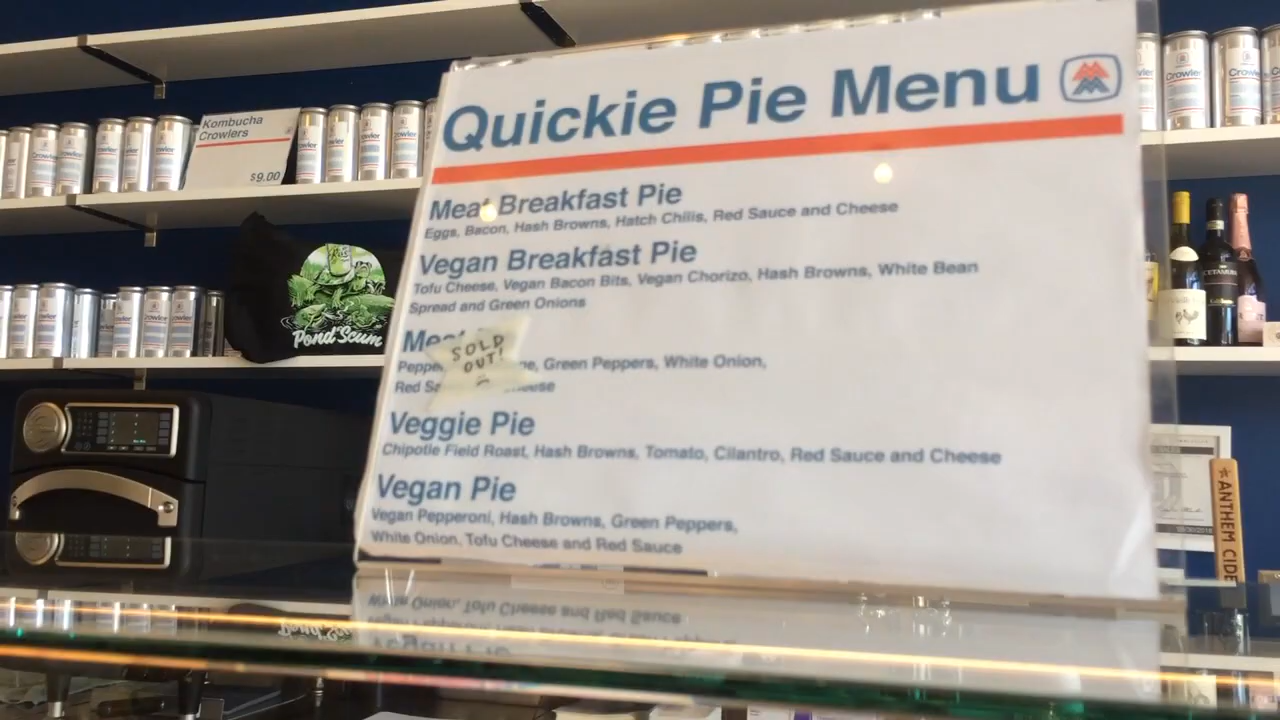 Quickie Pie Menu
Meat Breakfast Pie
Eggs, Bacon, Hash Browns, Hatch Chilis, Red Sauce and Cheese
Vegan Breakfast Pie
Tofu Cheese, Vegan Bacon Bits, Vegan Chorizo, Hash Browns, White Bean
Spread and Green Onions
SOLD
OUT!
Green Peppers, White Onion,
Red
Veggie Pie
Chipotle Field Roast, Hash Browns, Tomato, Cilantro, Red Sauce and Cheese
Vegan Pie
Vegan Pepperoni, Hash Browns, Green Peppers,
White Onion, Tofu Cheese and Red Sauce
Kombucha
Crowlers
$9.00
Crowler
Crowler
Pond Scum
CETAMURA
ANTHEM CIDE